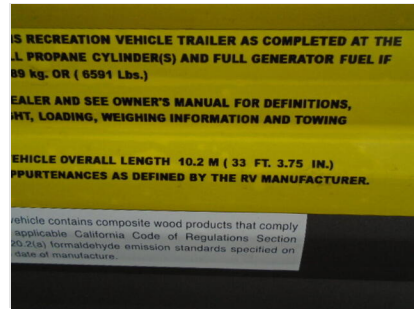 S RECREATION VEHICLE TRAILER AS COMPLETED AT THE
LL PROPANE CYLINDER(S) AND FULL GENERATOR FUEL IF
89 kg. OR ( 6591 Lbs.)
EALER AND SEE OWNER'S MANUAL FOR DEFINITIONS,
HT, LOADING, WEIGHING INFORMATION AND TOWING
EHICLE OVERALL LENGTH 10.2 M ( 33 FT. 3.75 IN.)
PPURTENANCES AS DEFINED BY THE RV MANUFACTURER.
vehicle contains composite wood products that comply
applicable California Code of Regulations Section
20.2(a) formaldehyde emission standards specified on
date of manufacture.